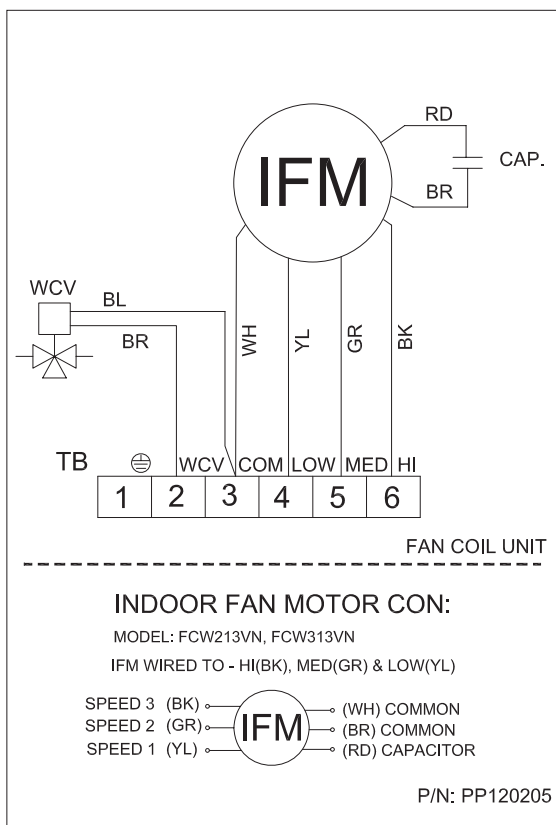 RD
IFM
CAP.
BR
WCV
BL
BR
WH
YL
GR
BK
TB WCV COM LOW MED HI
1 2 3 4 5 6
FAN COIL UNIT
INDOOR FAN MOTOR CON:
MODEL: FCW213VN, FCW313VN
IFM WIRED TO - HI(BK), MED(GR) & LOW(YL)
SPEED 3 (BK)
SPEED 2 (GR)
SPEED 1 (YL)
IFM
(WH) COMMON
(BR) COMMON
(RD) CAPACITOR
P/N: PP120205